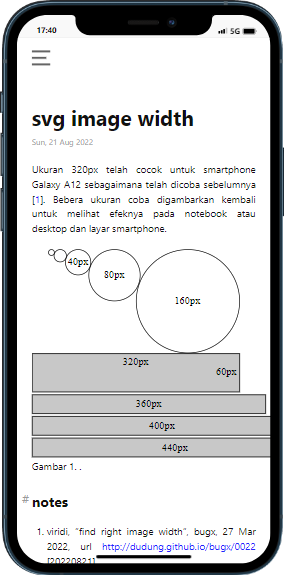 17:40
5G
svg image width
Sun, 21 Aug 2022
Ukuran 320px telah cocok untuk smartphone
Galaxy A12 sebagaimana telah dicoba sebelumnya
[1]. Bebera ukuran coba digambarkan kembali
untuk melihat efeknya pada notebook atau
desktop dan layar smartphone.
40px
80px
160px
320px
60px
360px
400px
440px
Gambar 1. .
# notes
1. viridi, “find right image width”, bugx, 27 Mar
2022, url http://dudung.github.io/bugx/0022
[20220821]